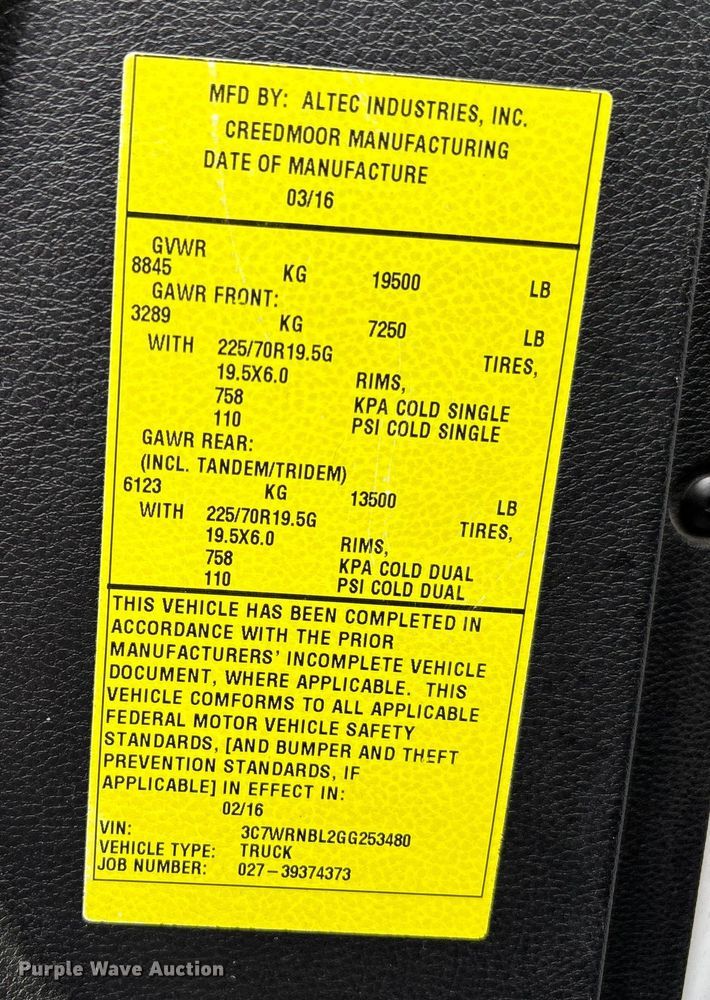 MFD BY: ALTEC INDUSTRIES, INC.
CREEDMOOR MANUFACTURING
DATE OF MANUFACTURE
03/16
GVWR
8845 KG 19500 LB
GAWR FRONT:
3289 KG 7250 LB
WITH 225/70R19.5G TIRES,
19.5X6.0 RIMS,
758 KPA COLD SINGLE
110 PSI COLD SINGLE
GAWR REAR:
(INCL. TANDEM/TRIDEM)
6123 KG 13500 LB
WITH 225/70R19.5G TIRES,
19.5X6.0 RIMS,
758 KPA COLD DUAL
110 PSI COLD DUAL
THIS VEHICLE HAS BEEN COMPLETED IN
ACCORDANCE WITH THE PRIOR
MANUFACTURERS' INCOMPLETE VEHICLE
DOCUMENT, WHERE APPLICABLE. THIS
VEHICLE COMFORMS TO ALL APPLICABLE
FEDERAL MOTOR VEHICLE SAFETY
STANDARDS, [AND BUMPER AND THEFT
PREVENTION STANDARDS, IF
APPLICABLE] IN EFFECT IN:
02/16
VIN: 3C7WRNBL2GG253480
VEHICLE TYPE: TRUCK
JOB NUMBER: 027-39374373
Purple Wave Auction